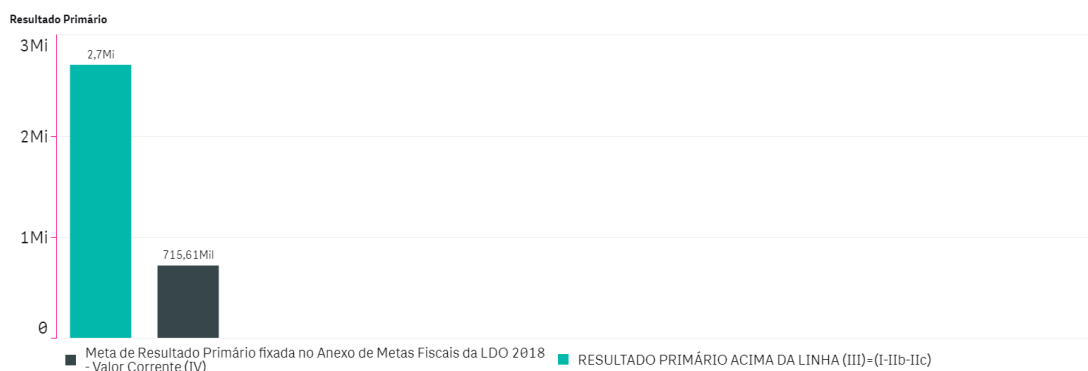 Resultado Primário
3Mi
2,7Mi
2Mi
1Mi
715,61Mil
0
Meta de Resultado Primário fixada no Anexo de Metas Fiscais da LDO 2018
- Valor Corrente (IV)
RESULTADO PRIMÁRIO ACIMA DA LINHA (III)=(I-IIb-IIc)